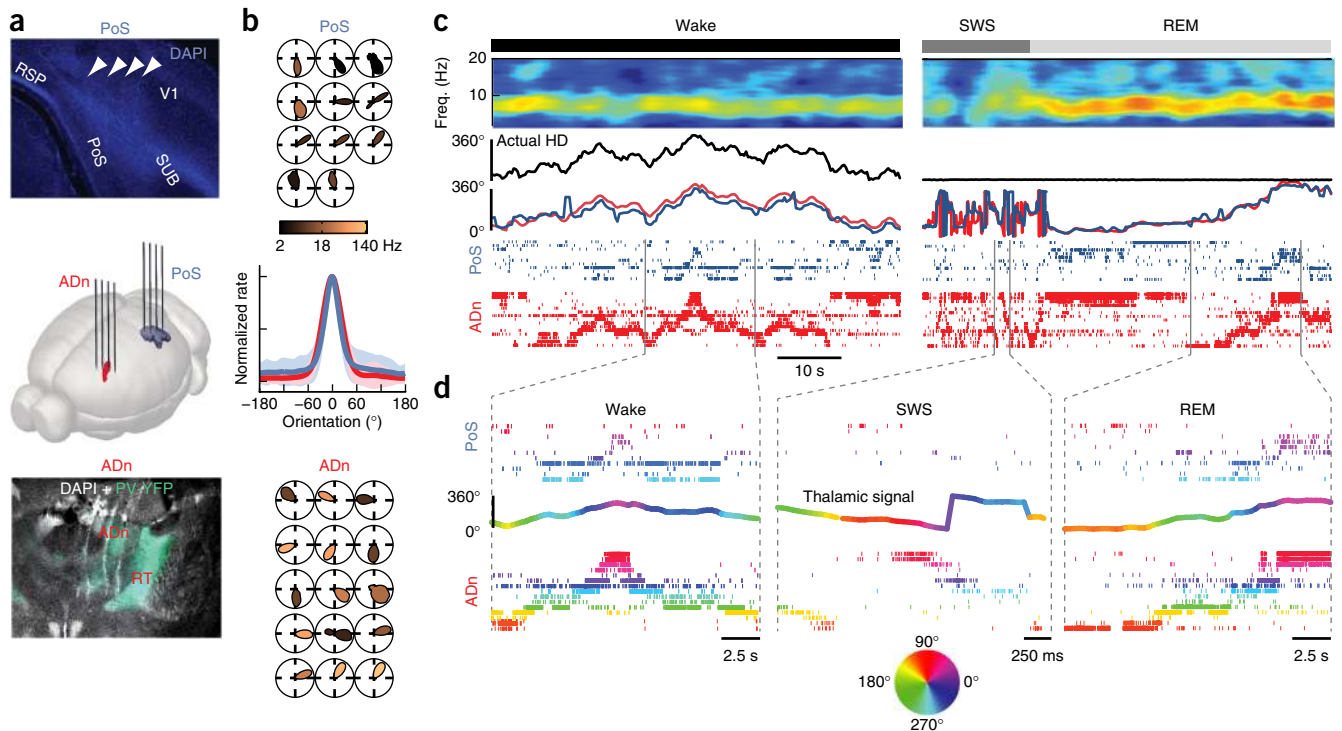 a
PoS
DAPI
RSP
V1
PoS
SUB
ADn
PoS
ADn
DAPI + PV-YFP
ADn
RT
b
PoS
2 18 140 Hz
Normalized rate
−180 −60 0 60 180
Orientation (°)
ADn
c
Wake
SWS
REM
Freq. (Hz)
20
10
360°
Actual HD
360°
0°
PoS
ADn
10 s
d
Wake
SWS
REM
PoS
360°
0°
Thalamic signal
ADn
2.5 s
250 ms
2.5 s
90°
180°
0°
270°